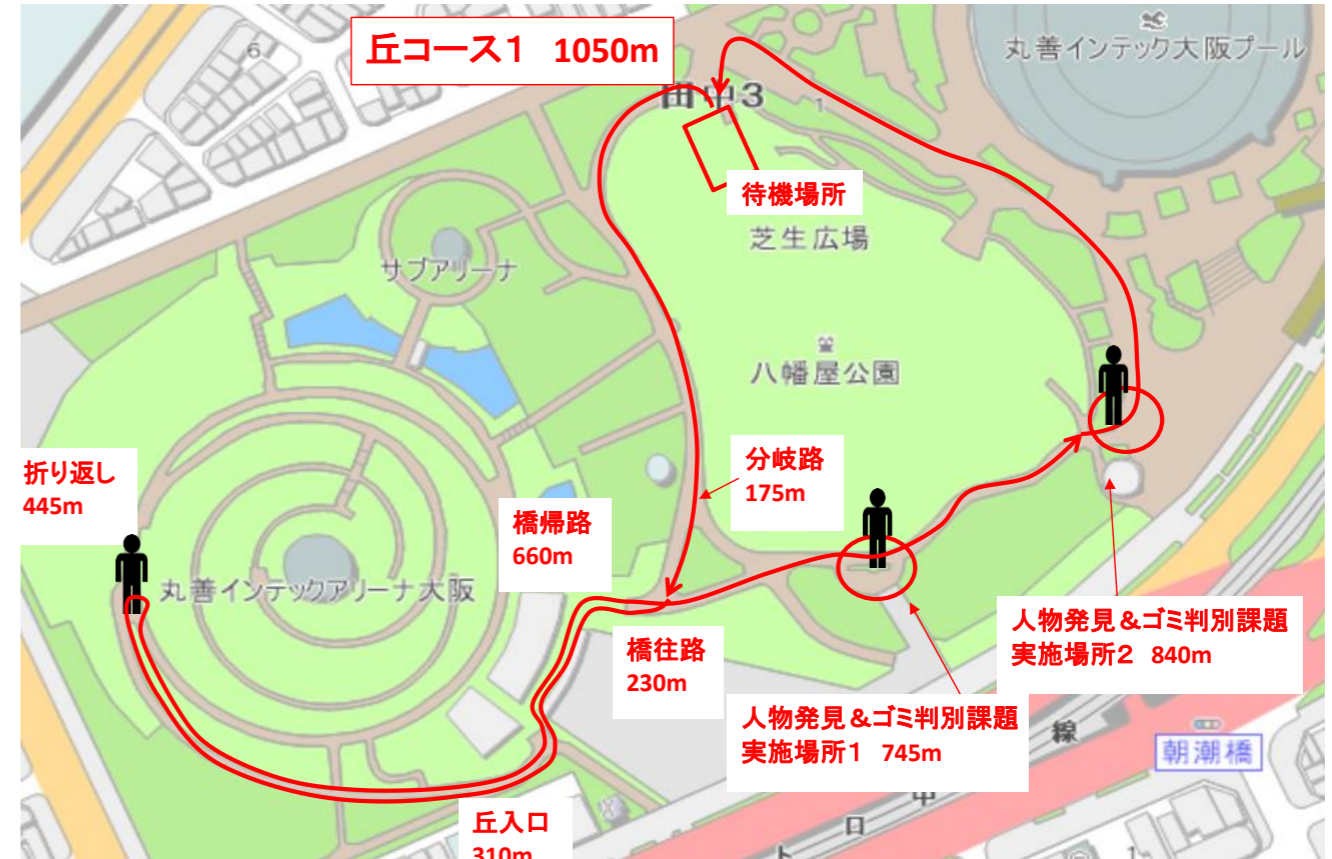 丘コース１ 1050m
6
丸善インテック大阪プール
田中3
1
待機場所
芝生広場
サブアリーナ
八幡屋公園
分岐路
175m
折り返し
445m
橋帰路
660m
丸善インテックアリーナ大阪
橋往路
230m
人物発見＆ゴミ判別課題
実施場所２ 840m
人物発見＆ゴミ判別課題
実施場所１ 745m
線
朝潮橋
中
丘入口
310m
1